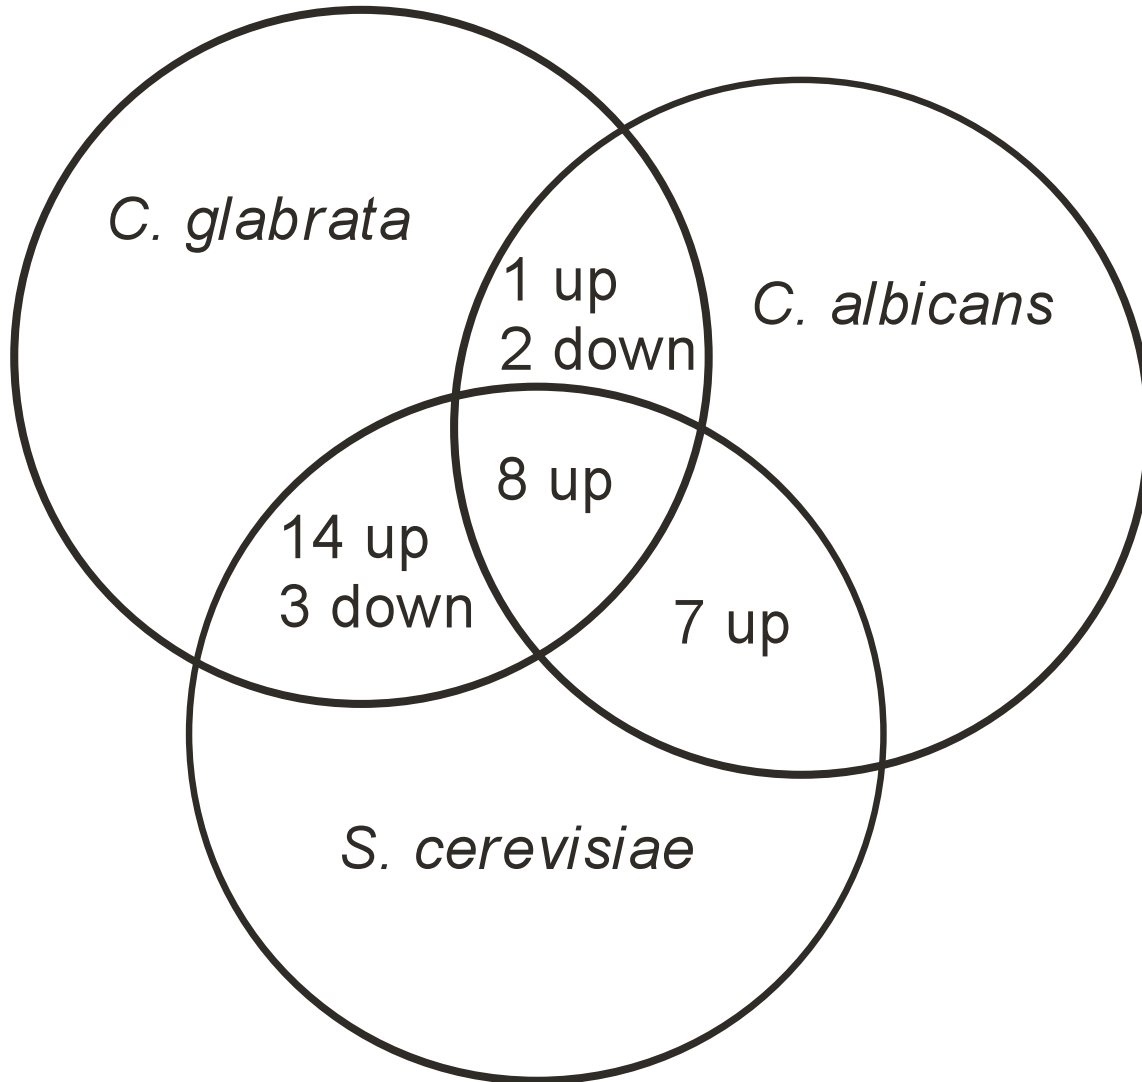 C. glabrata
1 up
2 down
C. albicans
8 up
14 up
3 down
7 up
S. cerevisiae